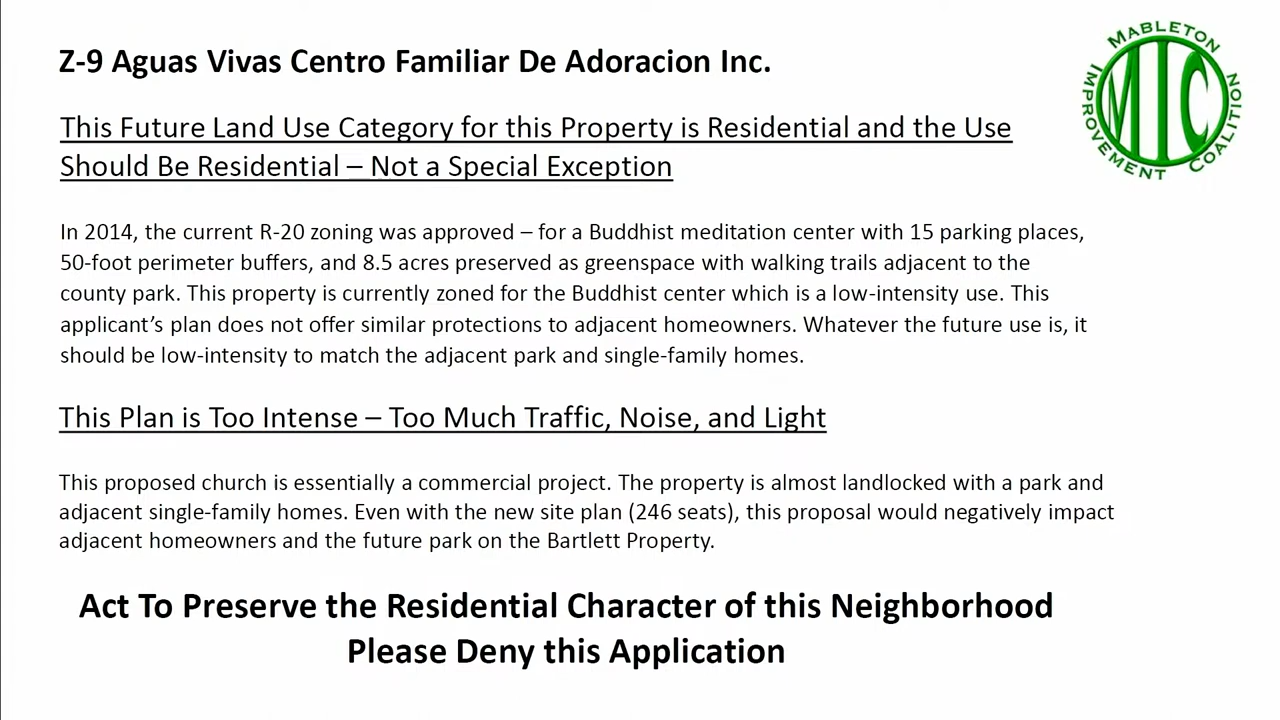 Z-9 Aguas Vivas Centro Familiar De Adoracion Inc.
MABLETON
IMPROVEMENT
COALITION
MIC
This Future Land Use Category for this Property is Residential and the Use
Should Be Residential – Not a Special Exception
In 2014, the current R-20 zoning was approved – for a Buddhist meditation center with 15 parking places,
50-foot perimeter buffers, and 8.5 acres preserved as greenspace with walking trails adjacent to the
county park. This property is currently zoned for the Buddhist center which is a low-intensity use. This
applicant’s plan does not offer similar protections to adjacent homeowners. Whatever the future use is, it
should be low-intensity to match the adjacent park and single-family homes.
This Plan is Too Intense – Too Much Traffic, Noise, and Light
This proposed church is essentially a commercial project. The property is almost landlocked with a park and
adjacent single-family homes. Even with the new site plan (246 seats), this proposal would negatively impact
adjacent homeowners and the future park on the Bartlett Property.
Act To Preserve the Residential Character of this Neighborhood
Please Deny this Application